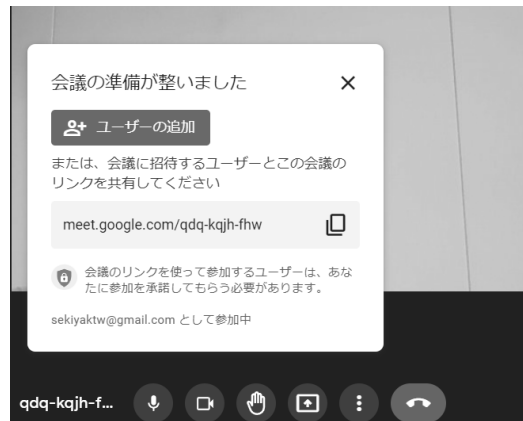 会議の準備が整いました
ユーザーの追加
または、会議に招待するユーザーとこの会議の
リンクを共有してください
meet.google.com/qdq-kqjh-fhw
会議のリンクを使って参加するユーザーは、あな
たに参加を承諾してもらう必要があります。
sekiyaktw@gmail.com として参加中
qdq-kqjh-f...